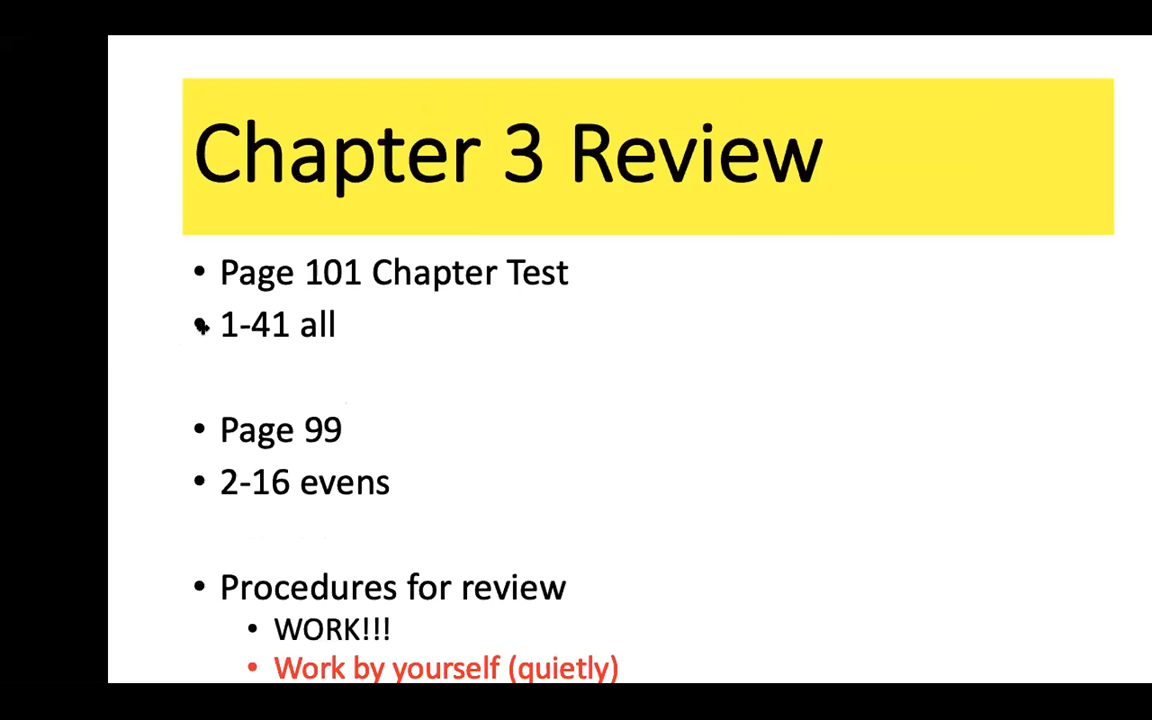 Chapter 3 Review
• Page 101 Chapter Test
• 1-41 all
• Page 99
• 2-16 evens
• Procedures for review
• WORK!!!
• Work by yourself (quietly)